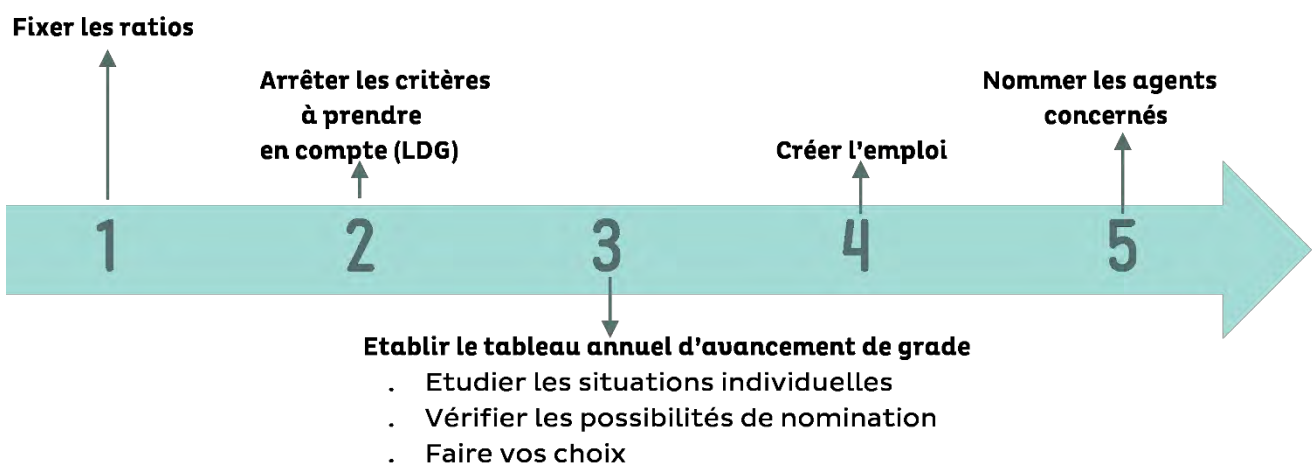 Fixer les ratios
Arrêter les critères
à prendre
en compte (LDG)
Nommer les agents
concernés
Créer l'emploi
1 2 3 4 5
Etablir le tableau annuel d'avancement de grade
. Etudier les situations individuelles
. Vérifier les possibilités de nomination
. Faire vos choix